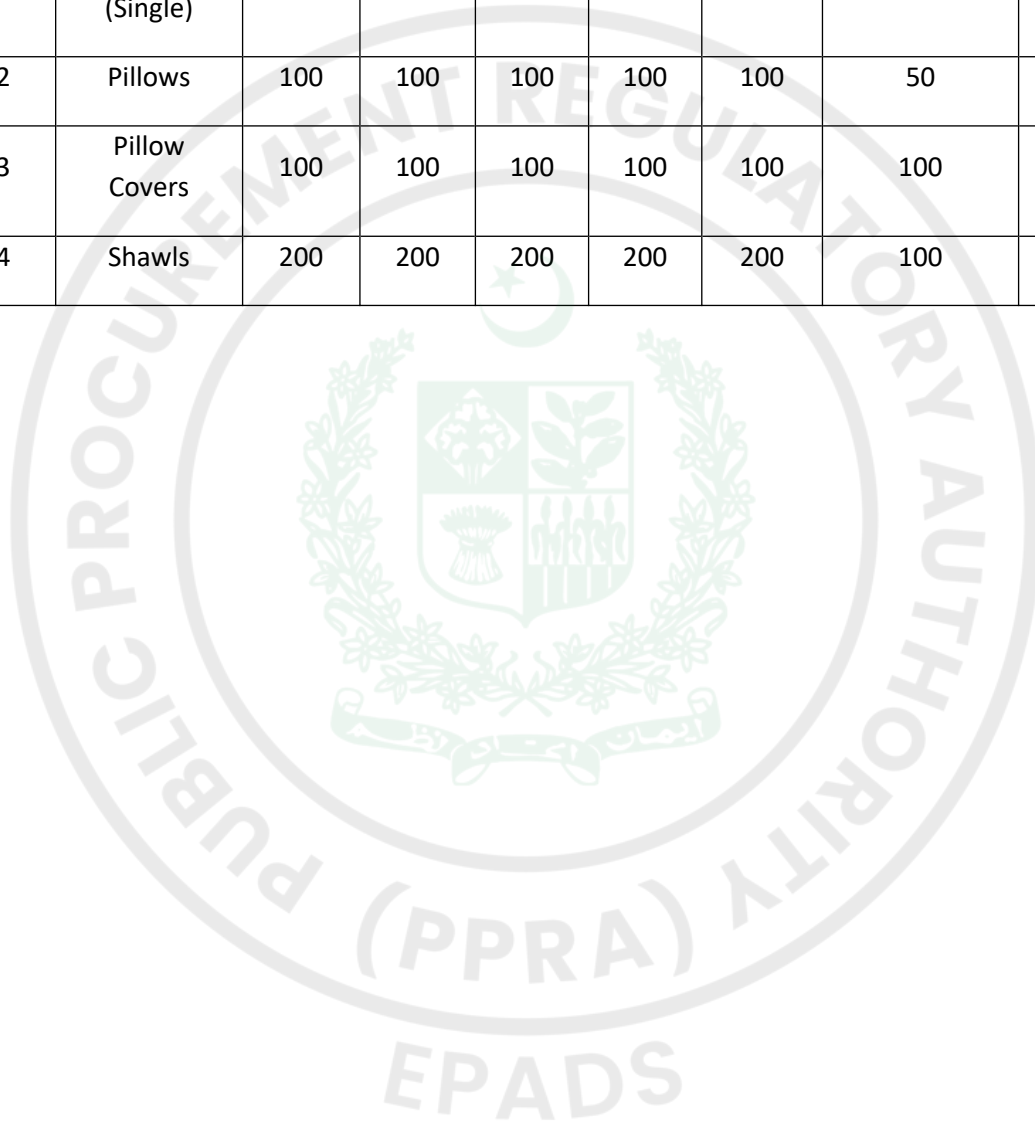 (Single)
2 Pillows 100 100 100 100 100 50
3 Pillow Covers 100 100 100 100 100 100
4 Shawls 200 200 200 200 200 100
PUBLIC PROCUREMENT REGULATORY AUTHORITY
(PPRA)
EPADS